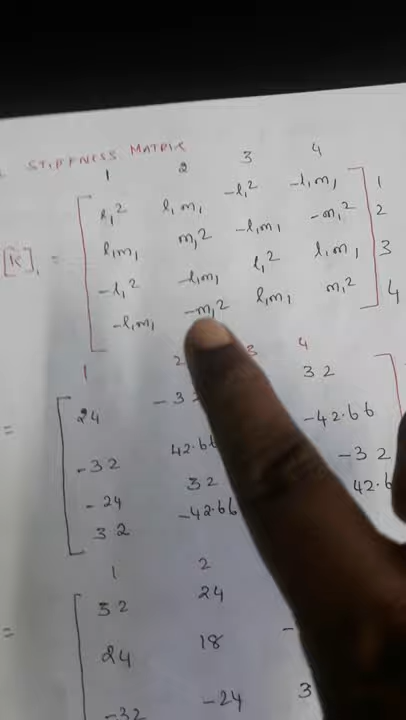 STIFFNESS MATRIX
1 2 3 4
l₁² l₁m₁ -l₁² -l₁m₁ 1
l₁m₁ m₁² -l₁m₁ -m₁² 2
[K]₁ = -l₁² -l₁m₁ l₁² l₁m₁ 3
-l₁m₁ -m₁² l₁m₁ m₁² 4
1 2 3 4
24 -32 32
-32 42.66 -42.66
= -24 32 -32
32 -42.66 42.6
1 2
32 24
= 24 18 -
-32 -24 3